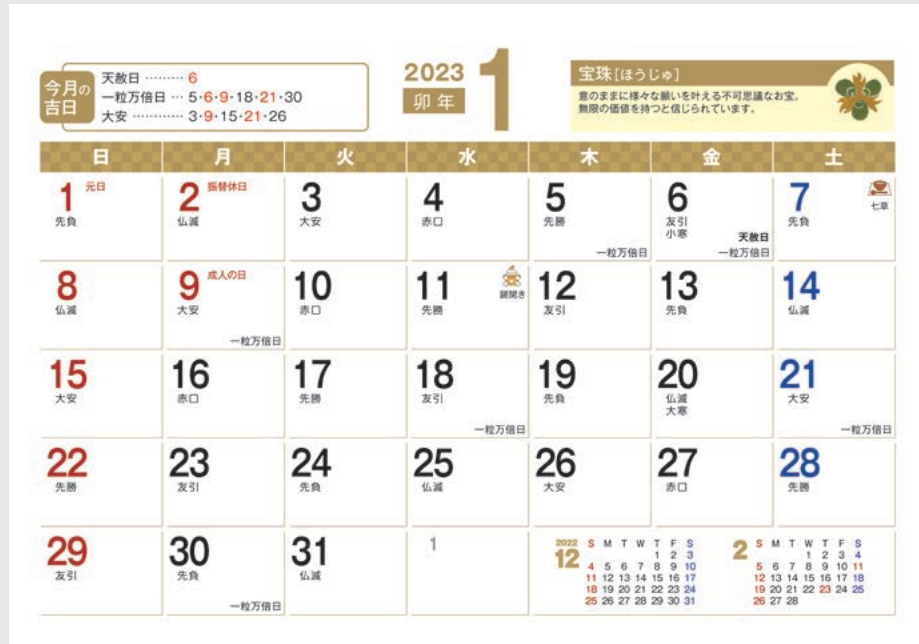 今月の
吉日
天赦日 ……… 6
一粒万倍日 … 5･6･9･18･21･30
大安 ………… 3･9･15･21･26
2023
卯年
1
宝珠[ほうじゅ]
意のままに様々な願いを叶える不可思議なお宝。
無限の価値を持つと信じられています。
日 月 火 水 木 金 土
1 元日
先負
2 振替休日
仏滅
3
大安
4
赤口
5
先勝
一粒万倍日
6
友引
小寒
天赦日
一粒万倍日
7
先負
七草
8
仏滅
9 成人の日
大安
一粒万倍日
10
赤口
11
先勝
鏡開き
12
友引
13
先負
14
仏滅
15
大安
16
赤口
17
先勝
18
友引
一粒万倍日
19
先負
20
仏滅
大寒
21
大安
一粒万倍日
22
先勝
23
友引
24
先負
25
仏滅
26
大安
27
赤口
28
先勝
29
友引
30
先負
一粒万倍日
31
仏滅
1
2022
12
S M T W T F S
1 2 3
4 5 6 7 8 9 10
11 12 13 14 15 16 17
18 19 20 21 22 23 24
25 26 27 28 29 30 31
2
S M T W T F S
1 2 3 4
5 6 7 8 9 10 11
12 13 14 15 16 17 18
19 20 21 22 23 24 25
26 27 28